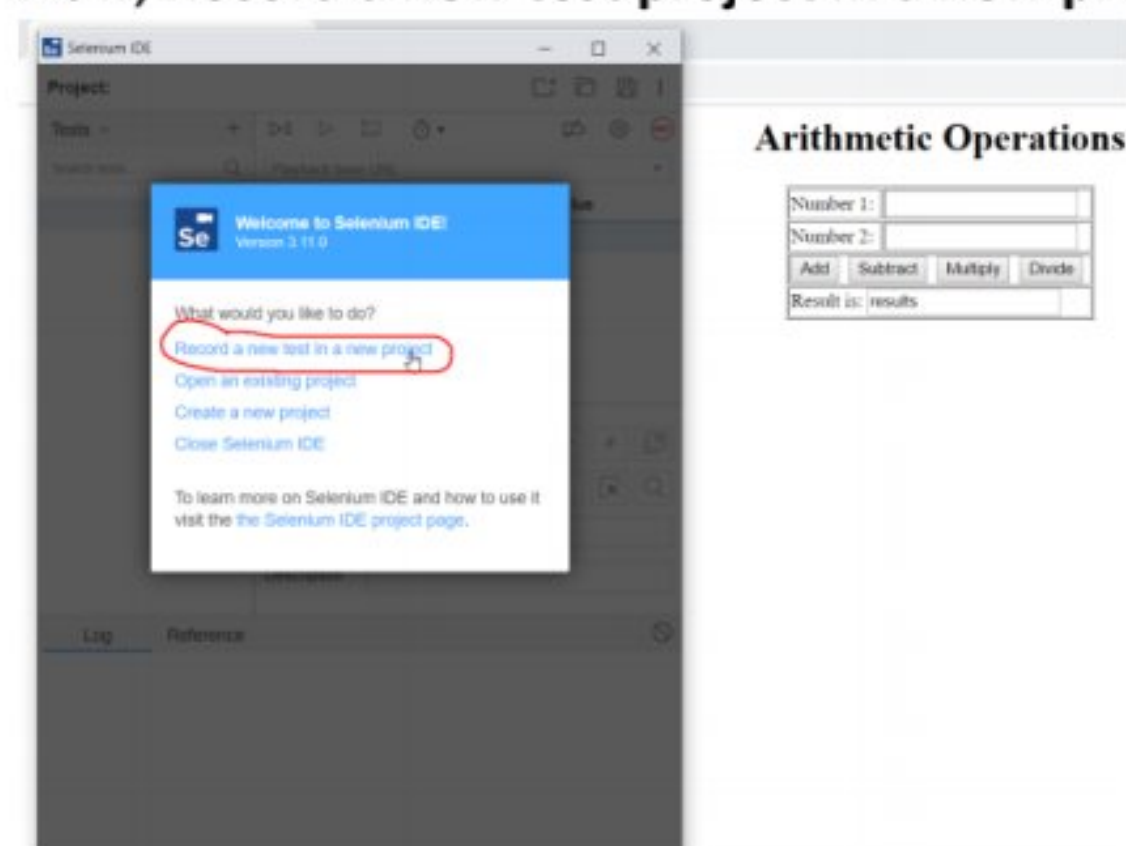 Selenium IDE
Project:
Tests
Welcome to Selenium IDE!
Version 3.11.0
What would you like to do?
Record a new test in a new project
Open an existing project
Create a new project
Close Selenium IDE
To learn more on Selenium IDE and how to use it
visit the the Selenium IDE project page.
Log Reference
Arithmetic Operations
Number 1:
Number 2:
Add Subtract Multiply Divide
Result is: results